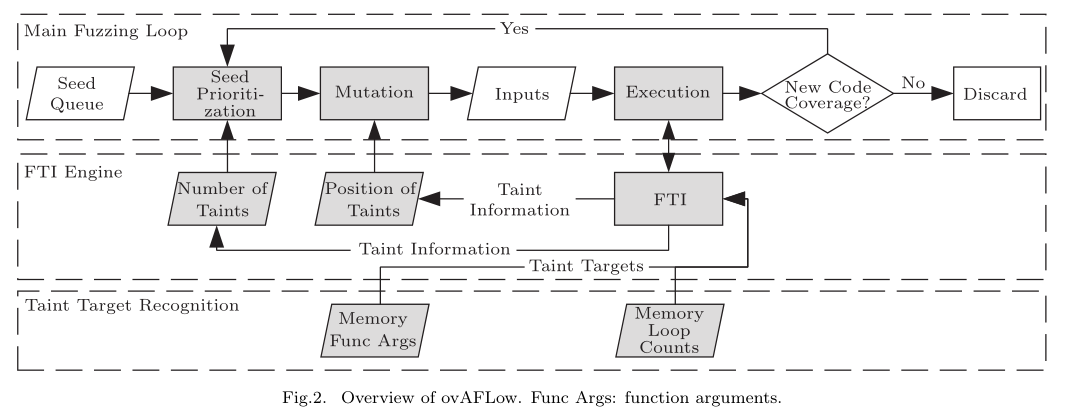 Main Fuzzing Loop
Yes
Seed
Queue
Seed
Prioriti-
zation
Mutation
Inputs
Execution
New Code
Coverage?
No
Discard
FTI Engine
Number of
Taints
Position of
Taints
Taint
Information
FTI
Taint Information
Taint Targets
Taint Target Recognition
Memory
Func Args
Memory
Loop
Counts
Fig.2. Overview of ovAFLow. Func Args: function arguments.